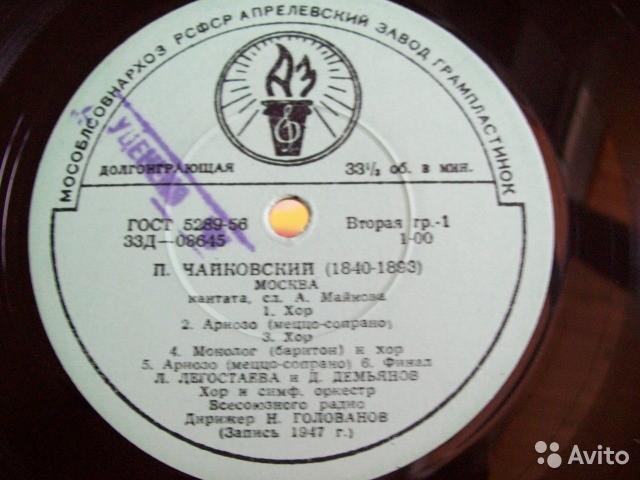 МОСОБЛСОВНАРХОЗ РСФСР АПРЕЛЕВСКИЙ ЗАВОД ГРАМПЛАСТИНОК
АЗ
УЦЕНЕНО
ДОЛГОИГРАЮЩАЯ 33⅓ об. в мин.
ГОСТ 5289-56 Вторая гр.-1
33Д—08645 1-00
П. ЧАЙКОВСКИЙ (1840-1893)
МОСКВА
кантата, сл. А. Майкова
1. Хор
2. Ариозо (меццо-сопрано)
3. Хор
4. Монолог (баритон) и хор
5. Ариозо (меццо-сопрано) 6. Финал
Л. ЛЕГОСТАЕВА и Д. ДЕМЬЯНОВ
Хор и симф. оркестр
Всесоюзного радио
Дирижер Н. ГОЛОВАНОВ
(Запись 1947 г.)
Avito